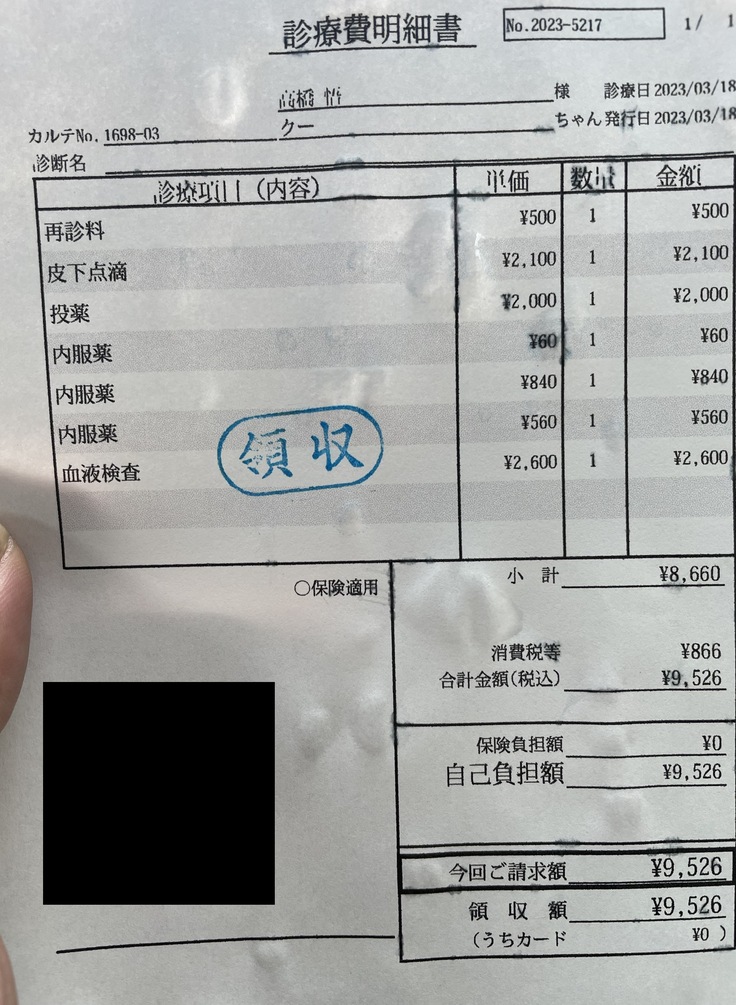 診療費明細書
No.2023-5217
1/ 1
高橋 悟 様 診療日 2023/03/18
カルテNo. 1698-03 クー ちゃん 発行日 2023/03/18
診断名
診療項目（内容） 単価 数量 金額
再診料 ¥500 1 ¥500
皮下点滴 ¥2,100 1 ¥2,100
投薬 ¥2,000 1 ¥2,000
内服薬 ¥60 1 ¥60
内服薬 ¥840 1 ¥840
内服薬 ¥560 1 ¥560
血液検査 ¥2,600 1 ¥2,600
領収
小 計 ¥8,660
○保険適用
消費税等 ¥866
合計金額(税込) ¥9,526
保険負担額 ¥0
自己負担額 ¥9,526
今回ご請求額 ¥9,526
領 収 額 ¥9,526
(うちカード ¥0 )